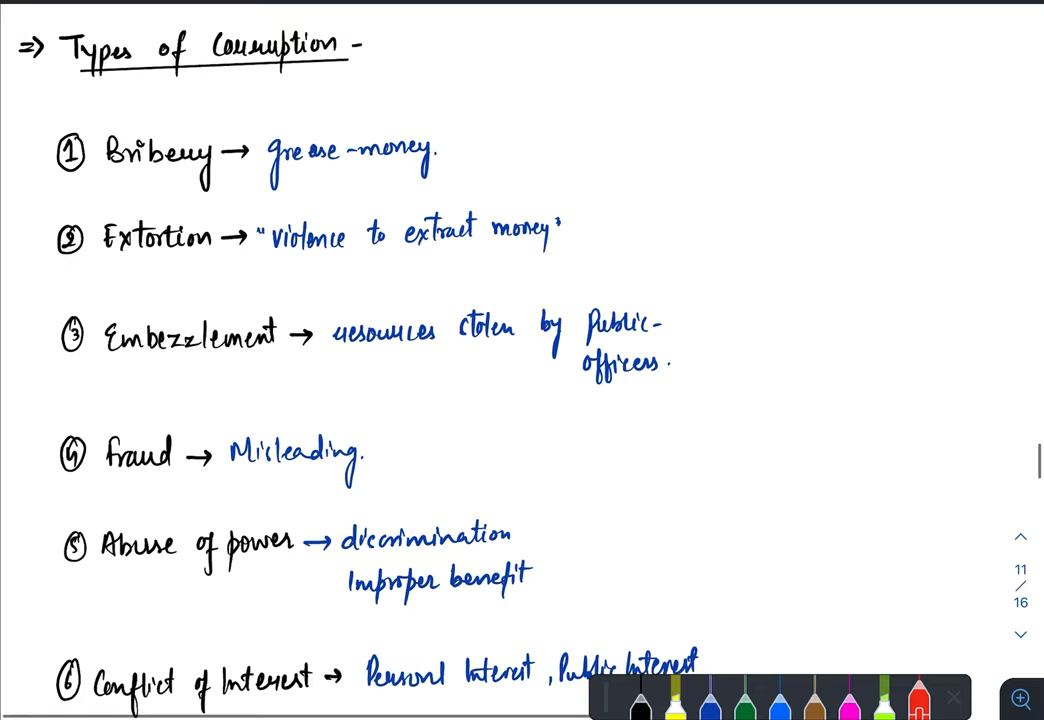 ⇒ Types of Corruption -
① Bribery → grease-money.
② Extortion → "violence to extract money"
③ Embezzlement → resources stolen by Public-
officers.
④ Fraud → Misleading.
⑤ Abuse of power → discrimination
Improper benefit
⑥ Conflict of Interest → Personal Interest, Public Interest
11
/
16